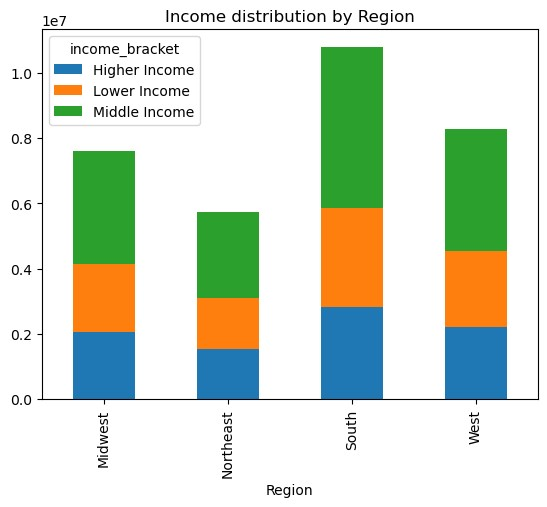 Income distribution by Region
1e7
income_bracket
Higher Income
Lower Income
Middle Income
1.0
0.8
0.6
0.4
0.2
0.0
Midwest
Northeast
South
West
Region